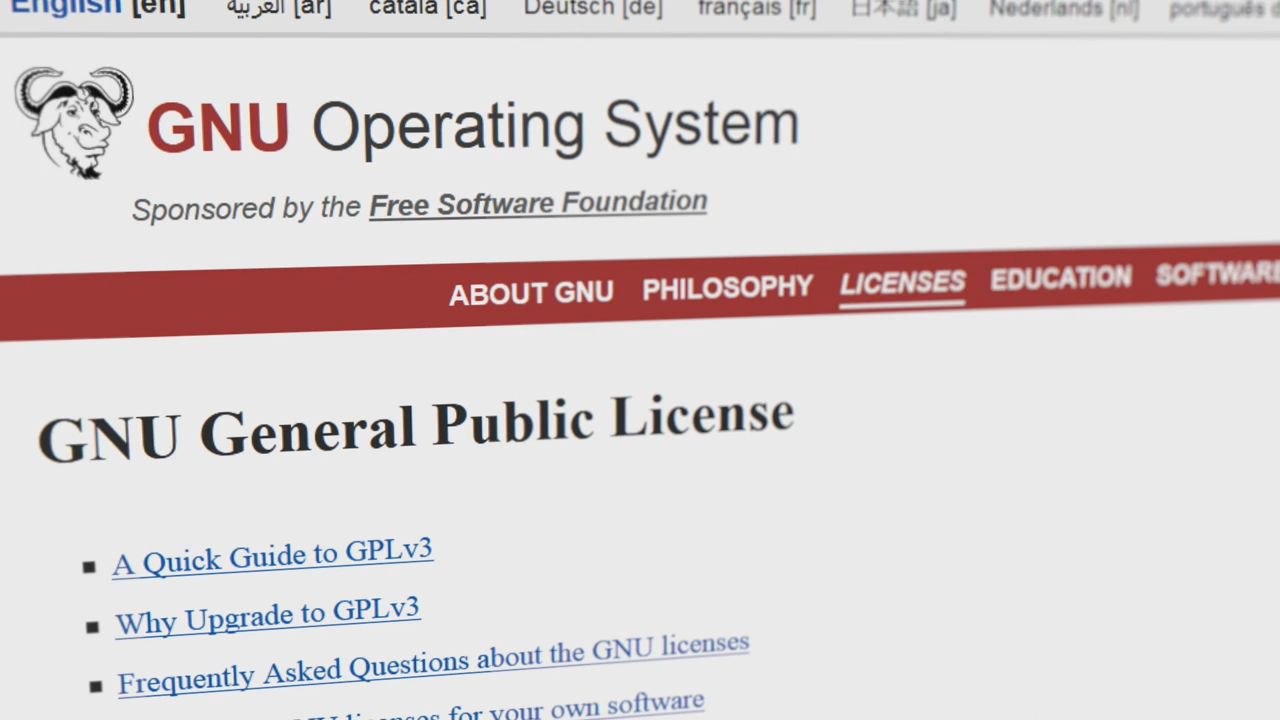 English [en] العربية [ar] català [ca] Deutsch [de] français [fr] 日本語 [ja] Nederlands [nl] português
GNU Operating System
Sponsored by the Free Software Foundation
ABOUT GNU PHILOSOPHY LICENSES EDUCATION SOFTWARE
GNU General Public License
▪ A Quick Guide to GPLv3
▪ Why Upgrade to GPLv3
▪ Frequently Asked Questions about the GNU licenses
licenses for your own software